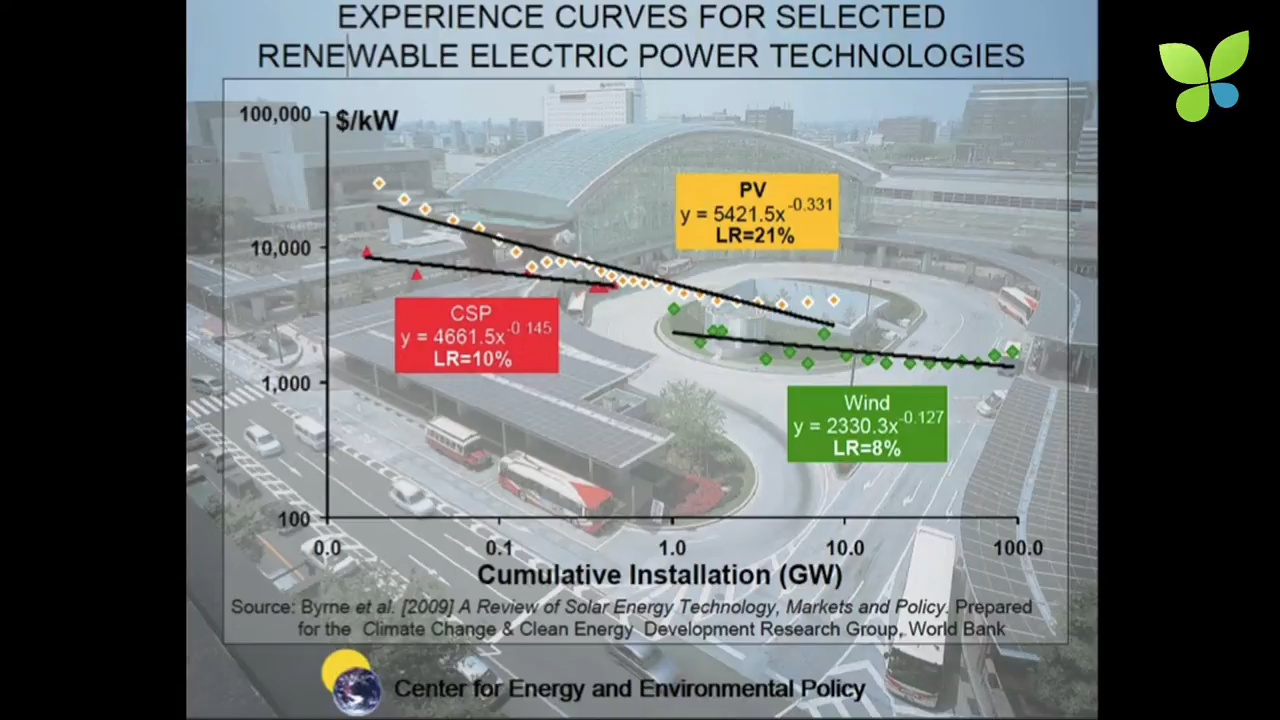 EXPERIENCE CURVES FOR SELECTED
RENEWABLE ELECTRIC POWER TECHNOLOGIES
100,000
$/kW
PV
y = 5421.5x-0.331
LR=21%
10,000
CSP
y = 4661.5x-0.145
LR=10%
1,000
Wind
y = 2330.3x-0.127
LR=8%
100
0.0 0.1 1.0 10.0 100.0
Cumulative Installation (GW)
Source: Byrne et al. [2009] A Review of Solar Energy Technology, Markets and Policy. Prepared
for the Climate Change & Clean Energy Development Research Group, World Bank
Center for Energy and Environmental Policy